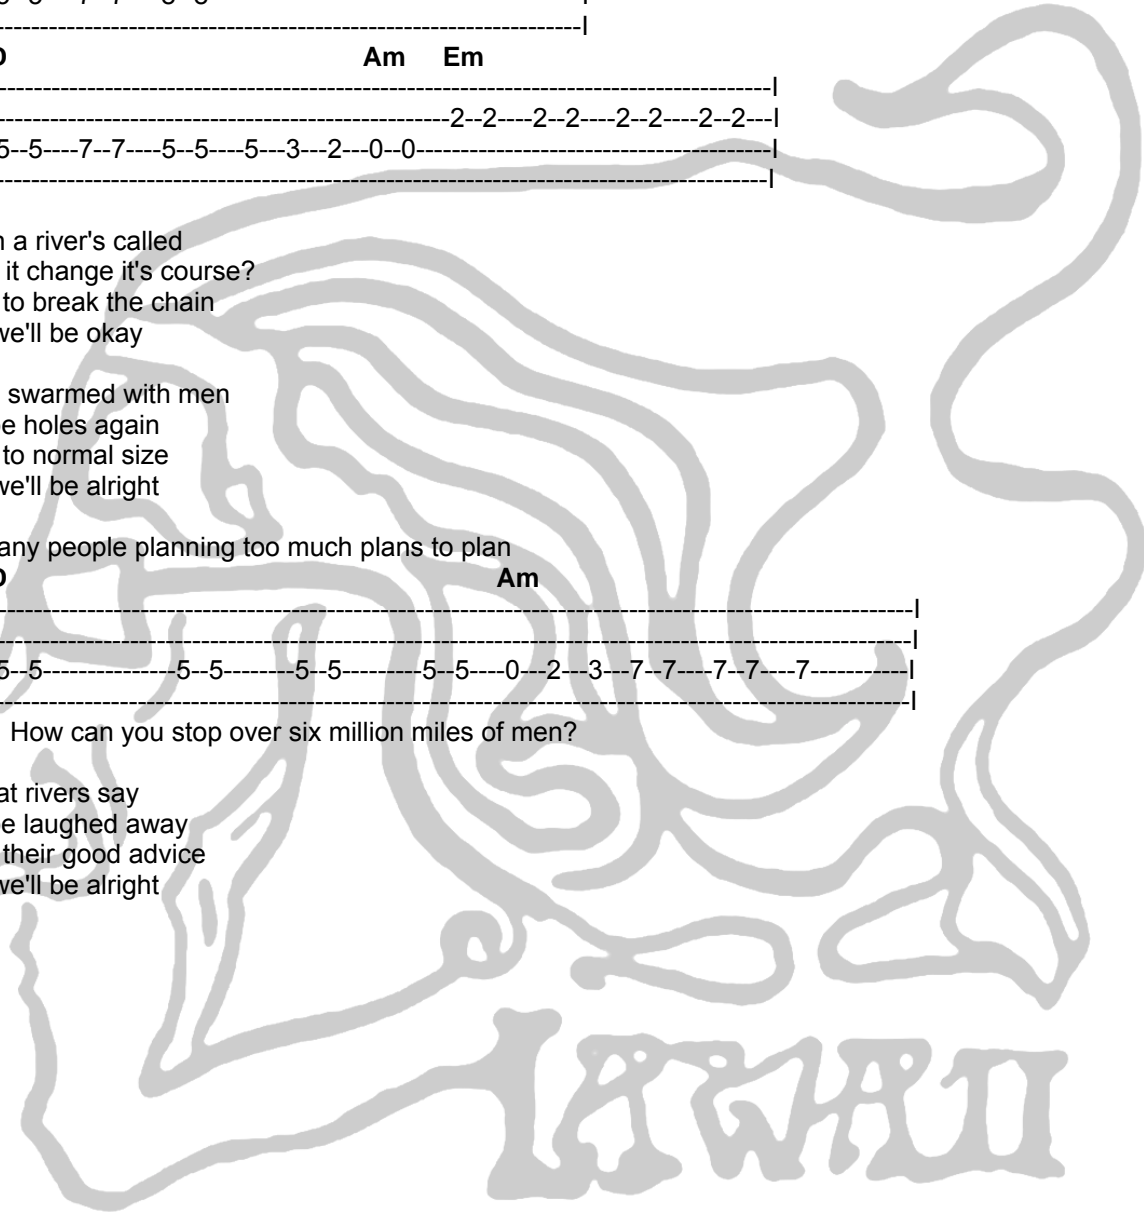 Am Em
------------------------------------------------------------------------------------------------I
--------------------------------------------------------2--2----2--2----2--2----2--2---I
5--5----7--7----5--5----5---3---2---0--0-------------------------------------------I
------------------------------------------------------------------------------------------------I
a river's called
it change it's course?
to break the chain
we'll be okay
swarmed with men
holes again
to normal size
we'll be alright
any people planning too much plans to plan
Am
-----------------------------------------------------------------------------------------------------------------I
-----------------------------------------------------------------------------------------------------------------I
5--5----------------5--5---------5--5----------5--5----0---2---3---7--7----7--7----7------------I
-----------------------------------------------------------------------------------------------------------------I
How can you stop over six million miles of men?
at rivers say
be laughed away
their good advice
we'll be alright